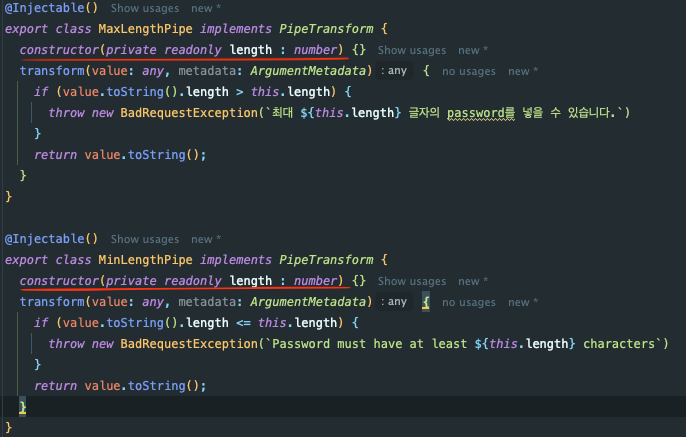 @Injectable() Show usages new *
export class MaxLengthPipe implements PipeTransform {
constructor(private readonly length : number) {} Show usages new *
transform(value: any, metadata: ArgumentMetadata) : any { no usages new *
if (value.toString().length > this.length) {
throw new BadRequestException(`최대 ${this.length} 글자의 password를 넣을 수 있습니다.`)
}
return value.toString();
}
}
@Injectable() Show usages new *
export class MinLengthPipe implements PipeTransform {
constructor(private readonly length : number) {} Show usages new *
transform(value: any, metadata: ArgumentMetadata) : any { no usages new *
if (value.toString().length <= this.length) {
throw new BadRequestException(`Password must have at least ${this.length} characters`)
}
return value.toString();
}
}